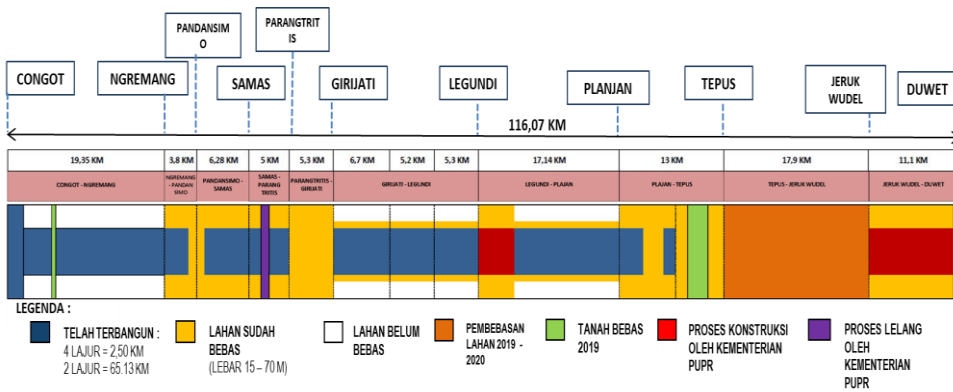 PANDANSIM
O
PARANGTRIT
IS
CONGOT
NGREMANG
SAMAS
GIRIJATI
LEGUNDI
PLANJAN
TEPUS
JERUK
WUDEL
DUWET
116,07 KM
19,35 KM
3,8 KM
6,28 KM
5 KM
5,3 KM
6,7 KM
5,2 KM
5,3 KM
17,14 KM
13 KM
17,9 KM
11,1 KM
CONGOT - NGREMANG
NGREMANG
- PANDAN
SIMO
PANDANSIMO -
SAMAS
SAMAS -
PARANG
TRITIS
PARANGTRITIS -
GIRIJATI
GIRIJATI - LEGUNDI
LEGUNDI - PLAJAN
PLAJAN - TEPUS
TEPUS - JERUK WUDEL
JERUK WUDEL - DUWET
LEGENDA :
TELAH TERBANGUN :
4 LAJUR = 2,50 KM
2 LAJUR = 65.13 KM
LAHAN SUDAH
BEBAS
(LEBAR 15 – 70 M)
LAHAN BELUM
BEBAS
PEMBEBASAN
LAHAN 2019 -
2020
TANAH BEBAS
2019
PROSES KONSTRUKSI
OLEH KEMENTERIAN
PUPR
PROSES LELANG
OLEH
KEMENTERIAN
PUPR